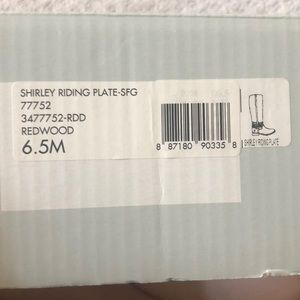 SHIRLEY RIDING PLATE-SFG
77752
3477752-RDD
REDWOOD
6.5M
8 87180 90335 8
SHIRLEY RIDING PLATE